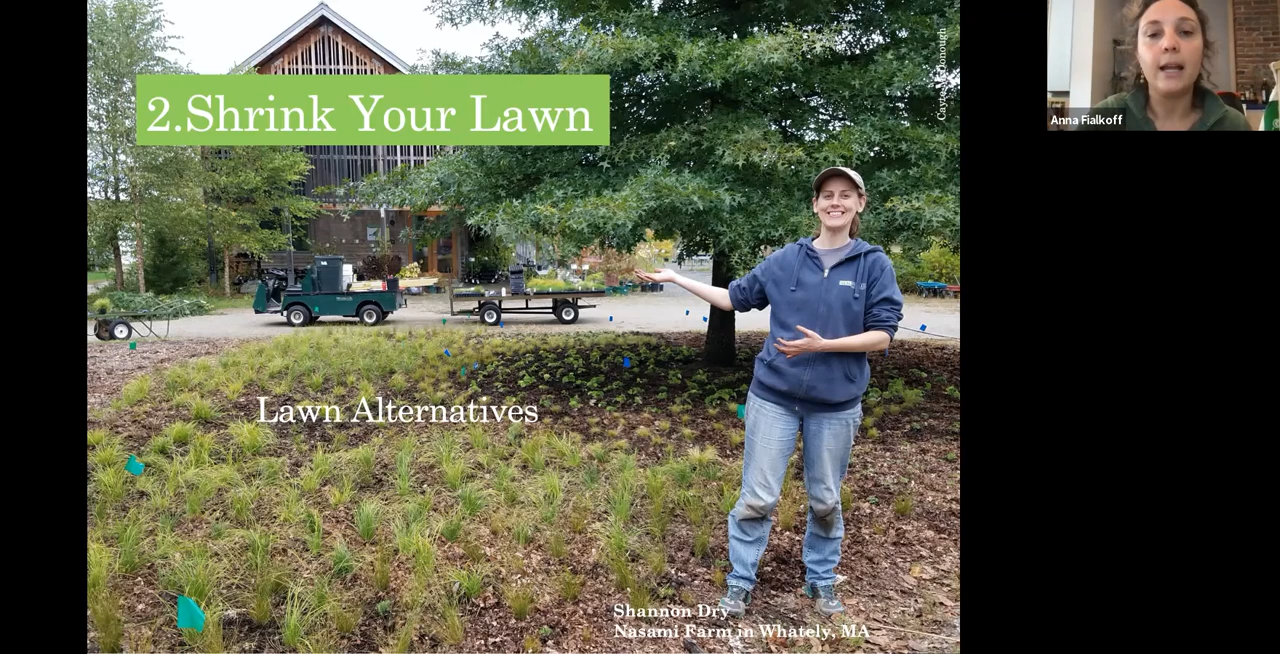 2.Shrink Your Lawn
Anna Fialkoff
Lawn Alternatives
Shannon Dry
Nasami Farm in Whately, MA